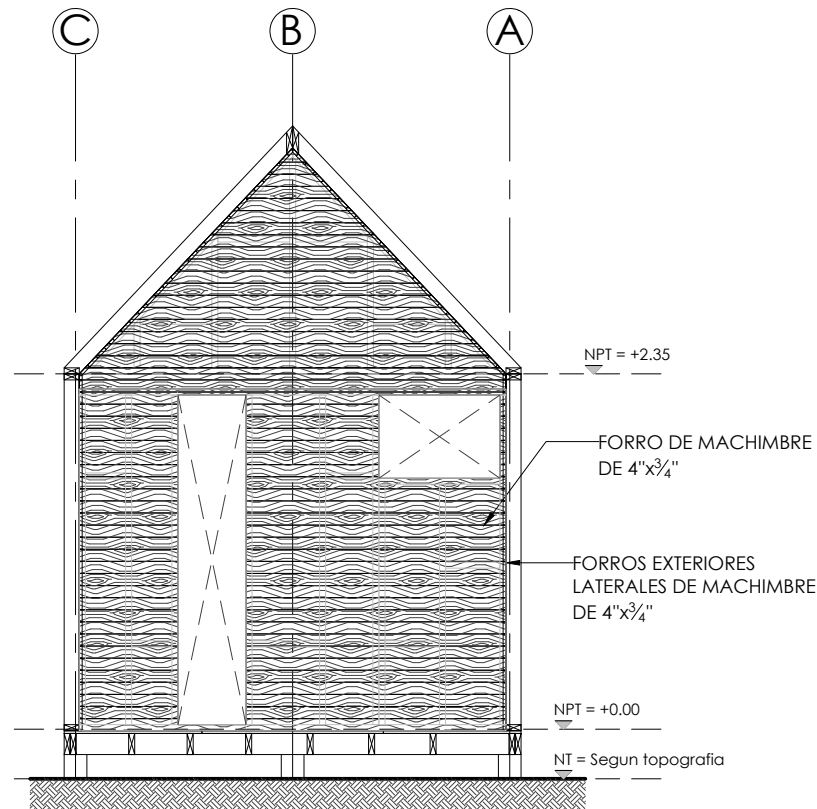 C
B
A
NPT = +2.35
FORRO DE MACHIMBRE
DE 4"x¾"
FORROS EXTERIORES
LATERALES DE MACHIMBRE
DE 4"x¾"
NPT = +0.00
NT = Segun topografia